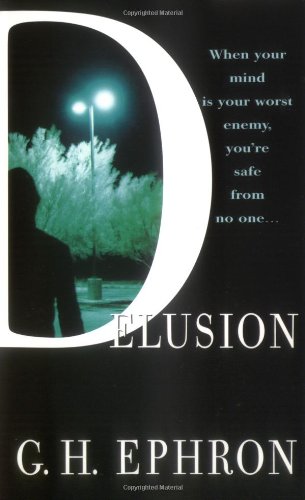 When your
mind
is your worst
enemy,
you're
safe
from
no one...
DELUSION
G. H. EPHRON